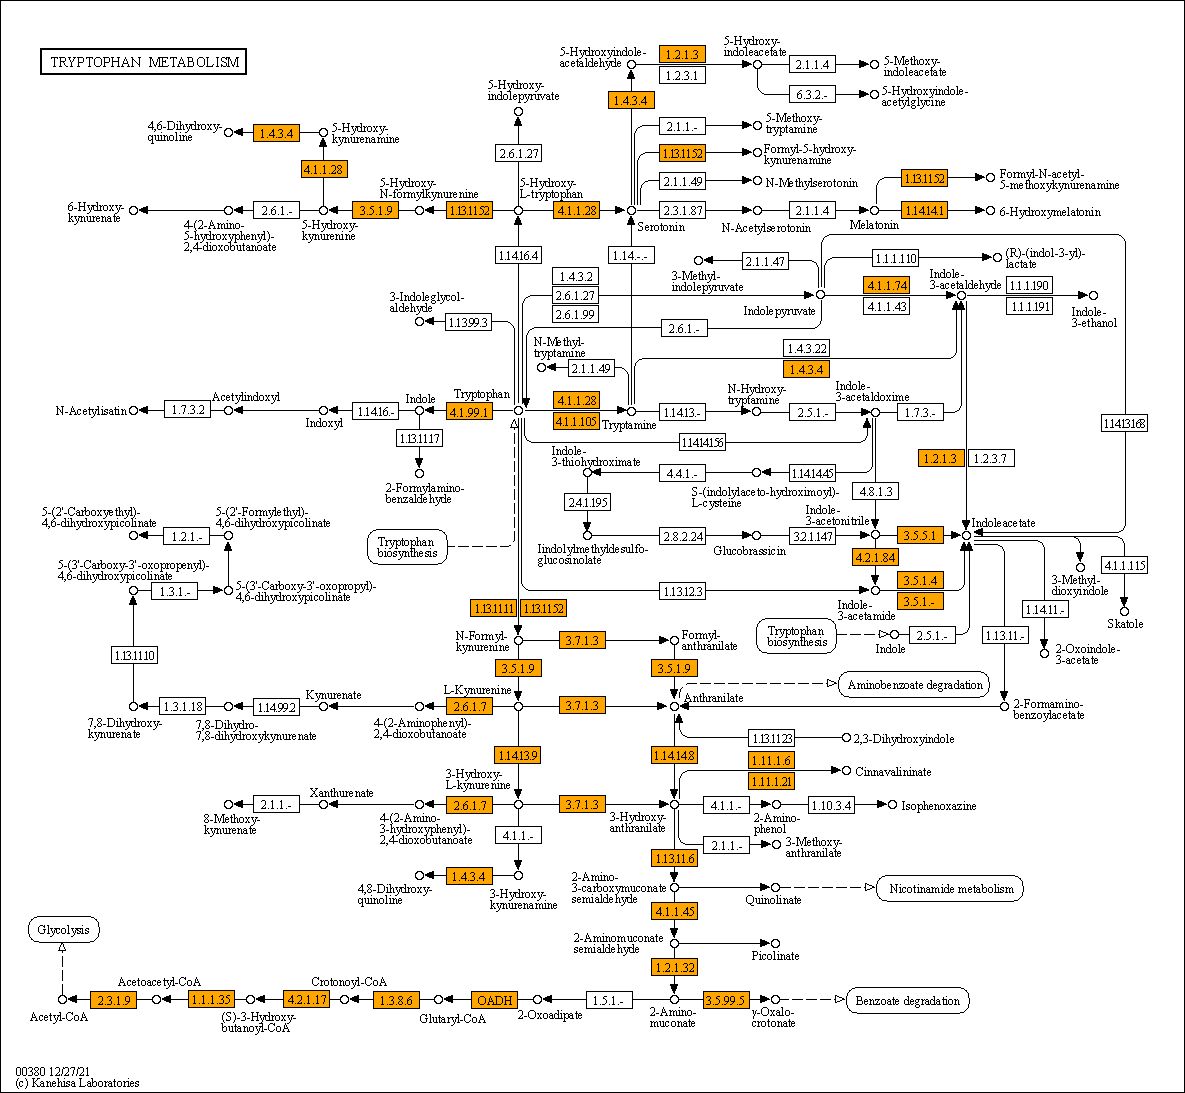 TRYPTOPHAN METABOLISM
5-Hydroxyindole-
acetaldehyde
1.2.1.3
1.2.3.1
5-Hydroxy-
indoleacetate
2.1.1.4
5-Methoxy-
indoleacetate
6.3.2.-
5-Hydroxyindole-
acetylglycine
1.4.3.4
5-Hydroxy-
indolepyruvate
2.6.1.27
4,6-Dihydroxy-
quinoline
1.4.3.4
5-Hydroxy-
kynurenamine
4.1.1.28
2.1.1.-
5-Methoxy-
tryptamine
1.13.11.52
Formyl-5-hydroxy-
kynurenamine
2.1.1.49
N-Methylserotonin
1.13.11.52
Formyl-N-acetyl-
5-methoxykynurenamine
6-Hydroxy-
kynurenate
4-(2-Amino-
5-hydroxyphenyl)-
2,4-dioxobutanoate
2.6.1.-
5-Hydroxy-
kynurenine
3.5.1.9
5-Hydroxy-
N-formylkynurenine
1.13.11.52
5-Hydroxy-
L-tryptophan
4.1.1.28
Serotonin
2.3.1.87
N-Acetylserotonin
2.1.1.4
Melatonin
1.14.14.1
6-Hydroxymelatonin
1.14.16.4
1.14.-.-
3-Methyl-
indolepyruvate
2.1.1.47
1.1.1.110
(R)-(indol-3-yl)-
lactate
1.4.3.2
2.6.1.27
2.6.1.99
Indolepyruvate
4.1.1.74
4.1.1.43
Indole-
3-acetaldehyde
1.1.1.190
1.1.1.191
Indole-
3-ethanol
3-Indoleglycol-
aldehyde
1.13.99.3
2.6.1.-
N-Methyl-
tryptamine
2.1.1.49
1.4.3.22
1.4.3.4
N-Acetylisatin
1.7.3.2
Acetylindoxyl
Indoxyl
1.14.16.-
Indole
4.1.99.1
Tryptophan
4.1.1.28
4.1.1.105
Tryptamine
1.14.13.-
N-Hydroxy-
tryptamine
2.5.1.-
Indole-
3-acetaldoxime
1.7.3.-
1.14.13.168
1.13.11.17
2-Formylamino-
benzaldehyde
1.14.14.156
Indole-
3-thiohydroximate
4.4.1.-
1.14.14.45
S-(indolylaceto-hydroximoyl)-
L-cysteine
4.8.1.3
1.2.1.3
1.2.3.7
2.4.1.195
Iindolylmethyldesulfo-
glucosinolate
2.8.2.24
Glucobrassicin
3.2.1.147
Indole-
3-acetonitrile
3.5.5.1
Indoleacetate
4.2.1.84
3.5.1.4
3.5.1.-
1.13.12.3
Indole-
3-acetamide
Tryptophan
biosynthesis
5-(2'-Carboxyethyl)-
4,6-dihydroxypicolinate
1.2.1.-
5-(2'-Formylethyl)-
4,6-dihydroxypicolinate
5-(3'-Carboxy-3'-oxopropenyl)-
4,6-dihydroxypicolinate
1.3.1.-
5-(3'-Carboxy-3'-oxopropyl)-
4,6-dihydroxypicolinate
4.1.1.115
Skatole
3-Methyl-
dioxyindole
1.14.11.-
2-Oxoindole-
3-acetate
1.13.11.-
Tryptophan
biosynthesis
Indole
2.5.1.-
1.13.11.11
1.13.11.52
N-Formyl-
kynurenine
3.7.1.3
Formyl-
anthranilate
1.13.11.10
3.5.1.9
3.5.1.9
Aminobenzoate degradation
7,8-Dihydroxy-
kynurenate
1.3.1.18
7,8-Dihydro-
7,8-dihydroxykynurenate
1.14.99.2
Kynurenate
4-(2-Aminophenyl)-
2,4-dioxobutanoate
2.6.1.7
L-Kynurenine
3.7.1.3
Anthranilate
2-Formamino-
benzoylacetate
1.13.11.23
2,3-Dihydroxyindole
1.14.13.9
1.14.14.8
1.11.1.6
1.11.1.21
Cinnavalininate
8-Methoxy-
kynurenate
2.1.1.-
Xanthurenate
4-(2-Amino-
3-hydroxyphenyl)-
2,4-dioxobutanoate
2.6.1.7
3-Hydroxy-
L-kynurenine
3.7.1.3
3-Hydroxy-
anthranilate
4.1.1.-
2-Amino-
phenol
1.10.3.4
Isophenoxazine
4.1.1.-
2.1.1.-
3-Methoxy-
anthranilate
1.13.11.6
4,8-Dihydroxy-
quinoline
1.4.3.4
3-Hydroxy-
kynurenamine
2-Amino-
3-carboxymuconate
semialdehyde
Quinolinate
Nicotinamide metabolism
4.1.1.45
2-Aminomuconate
semialdehyde
Picolinate
1.2.1.32
Glycolysis
Acetyl-CoA
2.3.1.9
Acetoacetyl-CoA
1.1.1.35
(S)-3-Hydroxy-
butanoyl-CoA
4.2.1.17
Crotonoyl-CoA
1.3.8.6
Glutaryl-CoA
OADH
2-Oxoadipate
1.5.1.-
2-Amino-
muconate
3.5.99.5
γ-Oxalo-
crotonate
Benzoate degradation
00380 12/27/21
(c) Kanehisa Laboratories